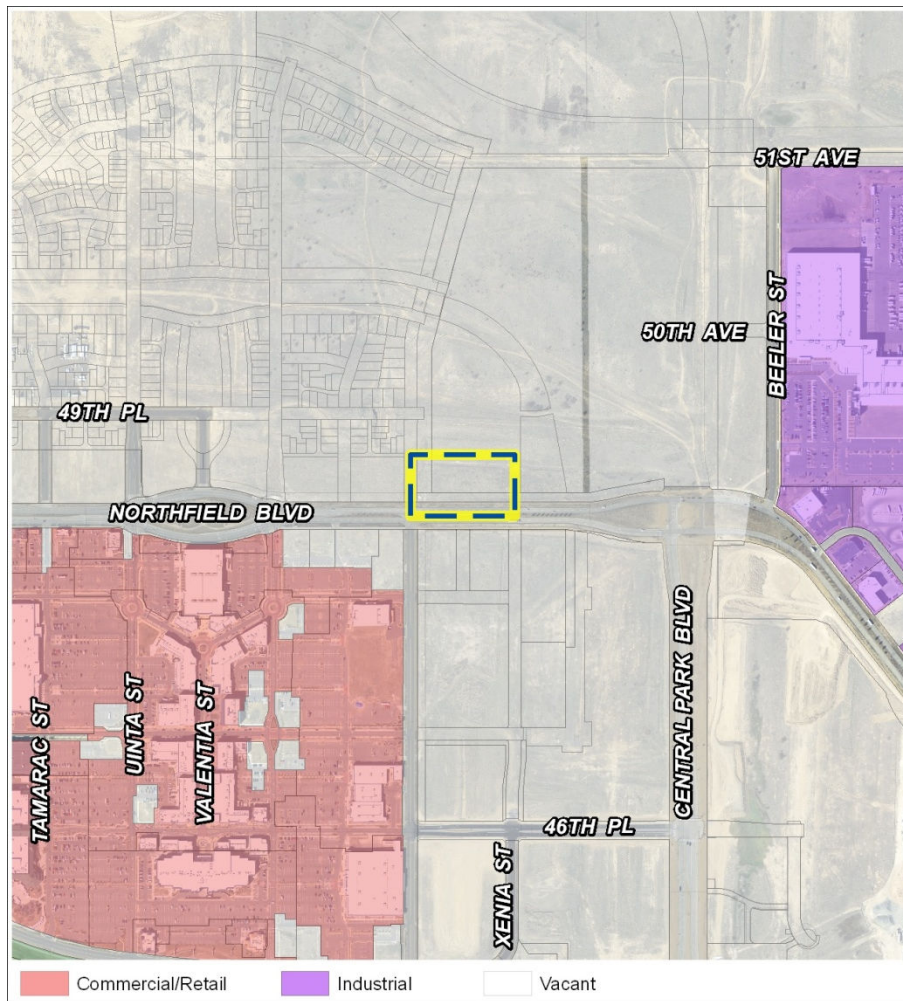 51ST AVE
50TH AVE
BEELER ST
49TH PL
NORTHFIELD BLVD
TAMARAC ST
UINTA ST
VALENTIA ST
CENTRAL PARK BLVD
46TH PL
XENIA ST
Commercial/Retail
Industrial
Vacant